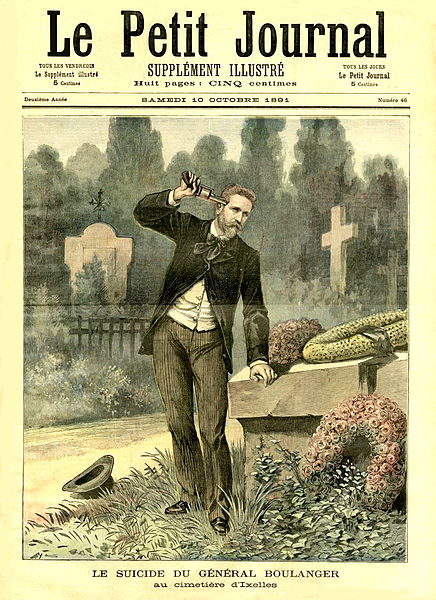 Le Petit Journal
TOUS LES VENDREDIS
Le Supplément illustré
5 Centimes
SUPPLÉMENT ILLUSTRÉ
Huit pages : CINQ centimes
TOUS LES JOURS
Le Petit Journal
5 Centimes
Deuxième Année
SAMEDI 10 OCTOBRE 1891
Numéro 46
LE SUICIDE DU GÉNÉRAL BOULANGER
au cimetière d'Ixelles